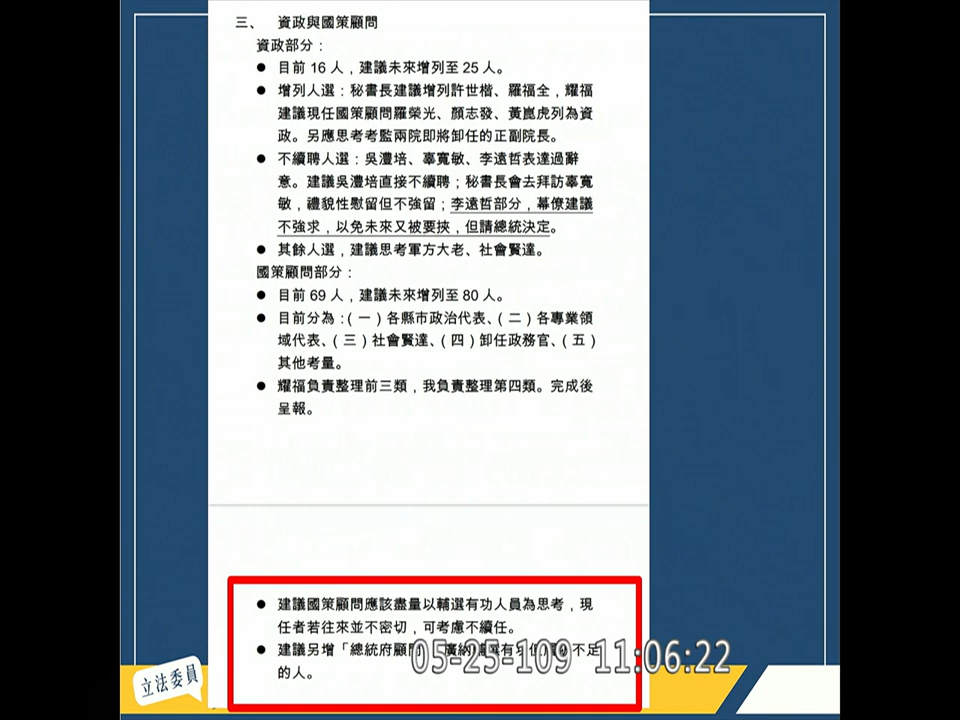 三、 資政與國策顧問
資政部分：
● 目前 16 人，建議未來增列至 25 人。
● 增列人選：秘書長建議增列許世楷、羅福全，耀福
建議現任國策顧問羅榮光、顏志發、黃崑虎列為資
政。另應思考考監兩院即將卸任的正副院長。
● 不續聘人選：吳澧培、辜寬敏、李遠哲表達過辭
意。建議吳澧培直接不續聘；秘書長會去拜訪辜寬
敏，禮貌性慰留但不強留；李遠哲部分，幕僚建議
不強求，以免未來又被要挾，但請總統決定。
● 其餘人選，建議思考軍方大老、社會賢達。
國策顧問部分：
● 目前 69 人，建議未來增列至 80 人。
● 目前分為：（一）各縣市政治代表、（二）各專業領
域代表、（三）社會賢達、（四）卸任政務官、（五）
其他考量。
● 耀福負責整理前三類，我負責整理第四類。完成後
呈報。
● 建議國策顧問應該盡量以輔選有功人員為思考，現
任者若往來並不密切，可考慮不續任。
● 建議另增「總統府顧問 不足
的人。
05-25-109 11:06:22
立法委員